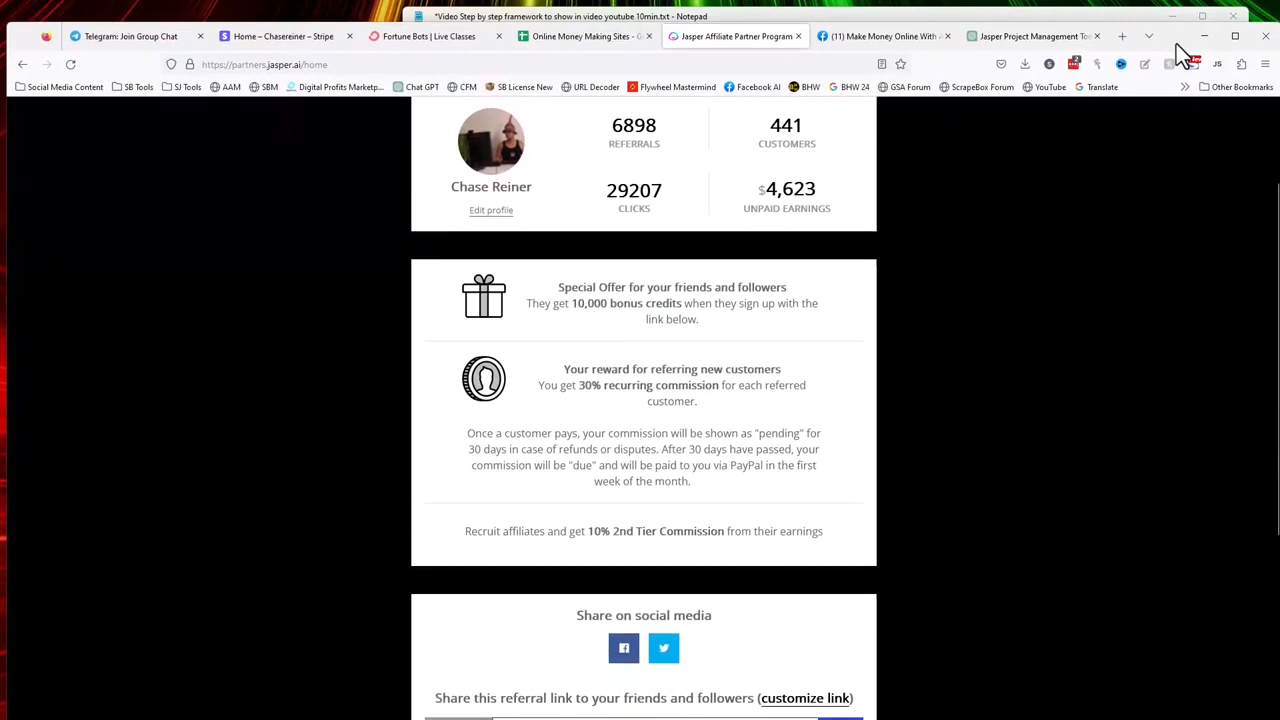 *Video Step by step framework to show in video youtube 10min.txt - Notepad
Telegram: Join Group Chat
Home – Chasereiner – Stripe
Fortune Bots | Live Classes
Online Money Making Sites - G
Jasper Affiliate Partner Program
(11) Make Money Online With A
Jasper Project Management To
https://partners.jasper.ai/home
2
JS
Social Media Content
SB Tools
SJ Tools
AAM
SBM
Digital Profits Marketp...
Chat GPT
CFM
SB License New
URL Decoder
Flywheel Mastermind
Facebook AI
BHW
BHW 24
GSA Forum
ScrapeBox Forum
YouTube
Translate
Other Bookmarks
6898
REFERRALS
441
CUSTOMERS
Chase Reiner
Edit profile
29207
CLICKS
$4,623
UNPAID EARNINGS
Special Offer for your friends and followers
They get 10,000 bonus credits when they sign up with the
link below.
Your reward for referring new customers
You get 30% recurring commission for each referred
customer.
Once a customer pays, your commission will be shown as "pending" for
30 days in case of refunds or disputes. After 30 days have passed, your
commission will be "due" and will be paid to you via PayPal in the first
week of the month.
Recruit affiliates and get 10% 2nd Tier Commission from their earnings
Share on social media
Share this referral link to your friends and followers (customize link)